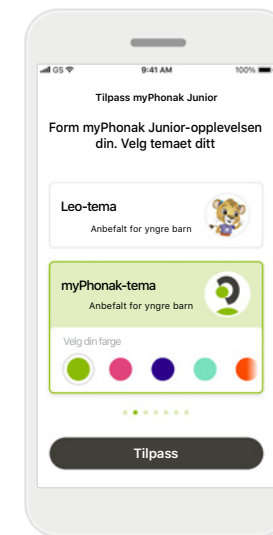 GS
9:41 AM
100%
Tilpass myPhonak Junior
Form myPhonak Junior-opplevelsen
din. Velg temaet ditt
Leo-tema
Anbefalt for yngre barn
myPhonak-tema
Anbefalt for yngre barn
Velg din farge
Tilpass